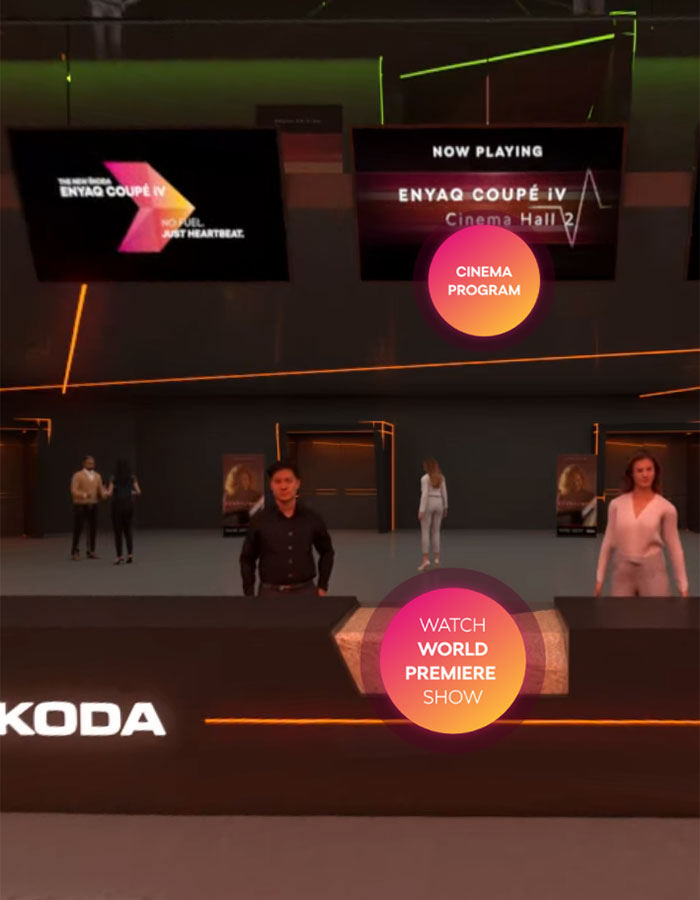 THE NEW ŠKODA
ENYAQ COUPÉ iV
NO FUEL.
JUST HEARTBEAT.
NOW PLAYING
ENYAQ COUPÉ iV
Cinema Hall 2
CINEMA
PROGRAM
WATCH
WORLD
PREMIERE
SHOW
KODA